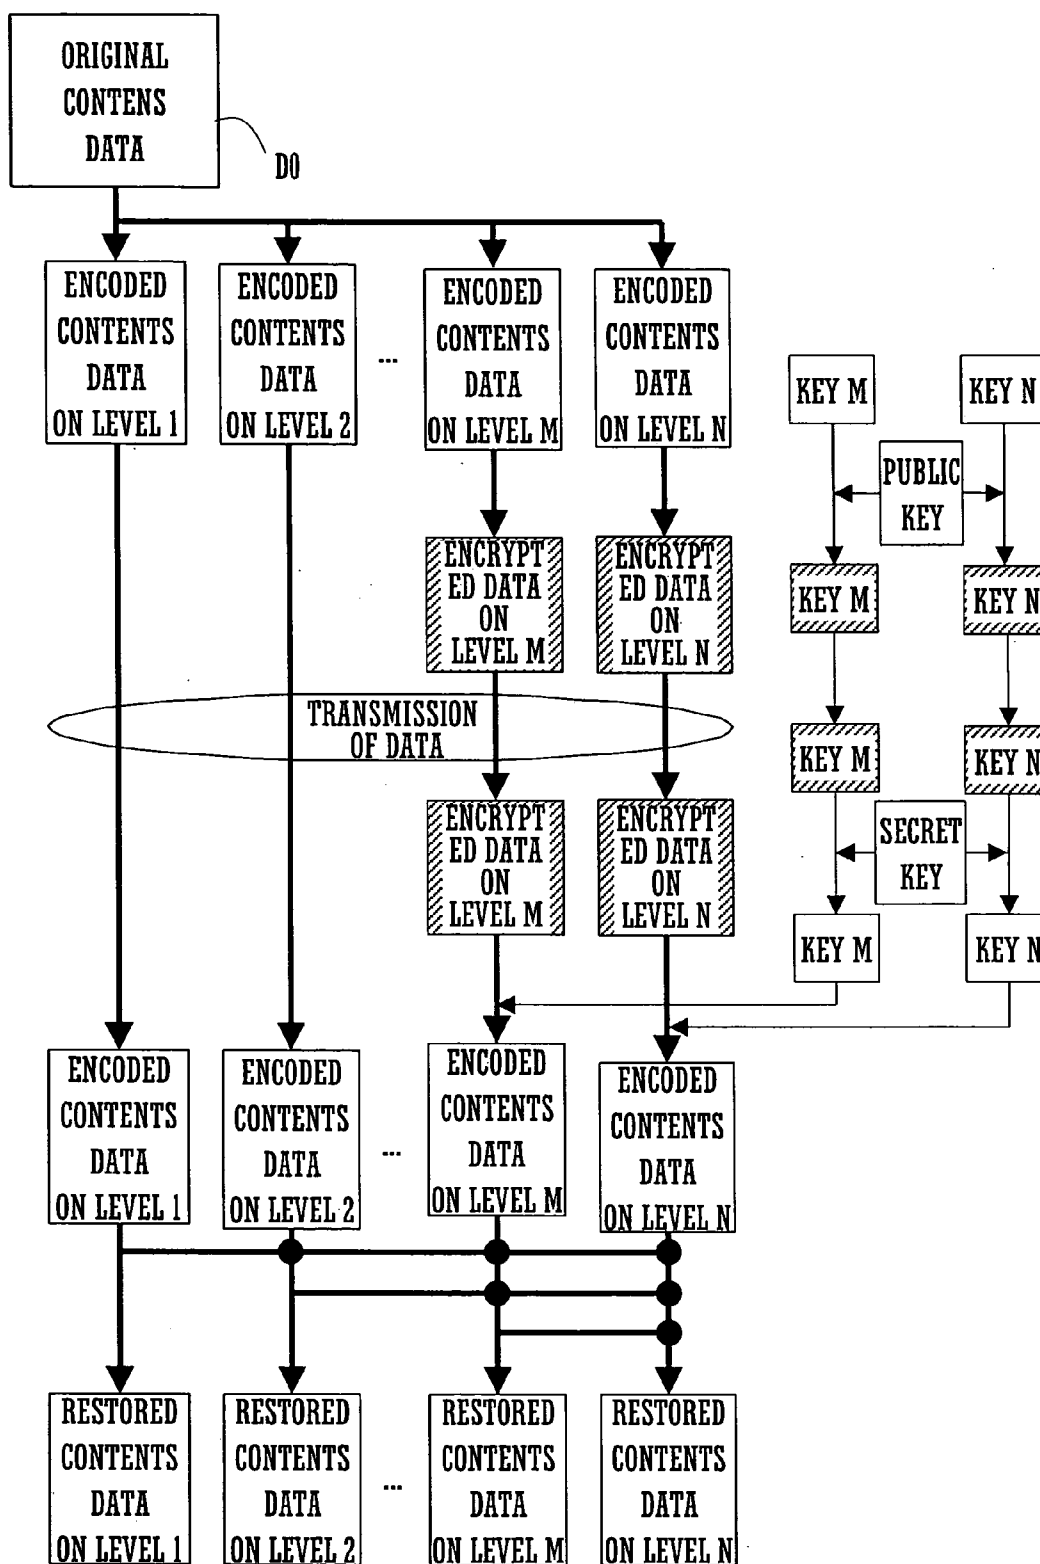 ORIGINAL
CONTENS
DATA
D0
ENCODED
CONTENTS
DATA
ON LEVEL 1
ENCODED
CONTENTS
DATA
ON LEVEL 2
...
ENCODED
CONTENTS
DATA
ON LEVEL M
ENCODED
CONTENTS
DATA
ON LEVEL N
KEY M
KEY N
PUBLIC
KEY
ENCRYPT
ED DATA
ON
LEVEL M
ENCRYPT
ED DATA
ON
LEVEL N
KEY M
KEY N
TRANSMISSION
OF DATA
KEY M
KEY N
ENCRYPT
ED DATA
ON
LEVEL M
ENCRYPT
ED DATA
ON
LEVEL N
SECRET
KEY
KEY M
KEY N
ENCODED
CONTENTS
DATA
ON LEVEL 1
ENCODED
CONTENTS
DATA
ON LEVEL 2
...
ENCODED
CONTENTS
DATA
ON LEVEL M
ENCODED
CONTENTS
DATA
ON LEVEL N
RESTORED
CONTENTS
DATA
ON LEVEL 1
RESTORED
CONTENTS
DATA
ON LEVEL 2
...
RESTORED
CONTENTS
DATA
ON LEVEL M
RESTORED
CONTENTS
DATA
ON LEVEL N